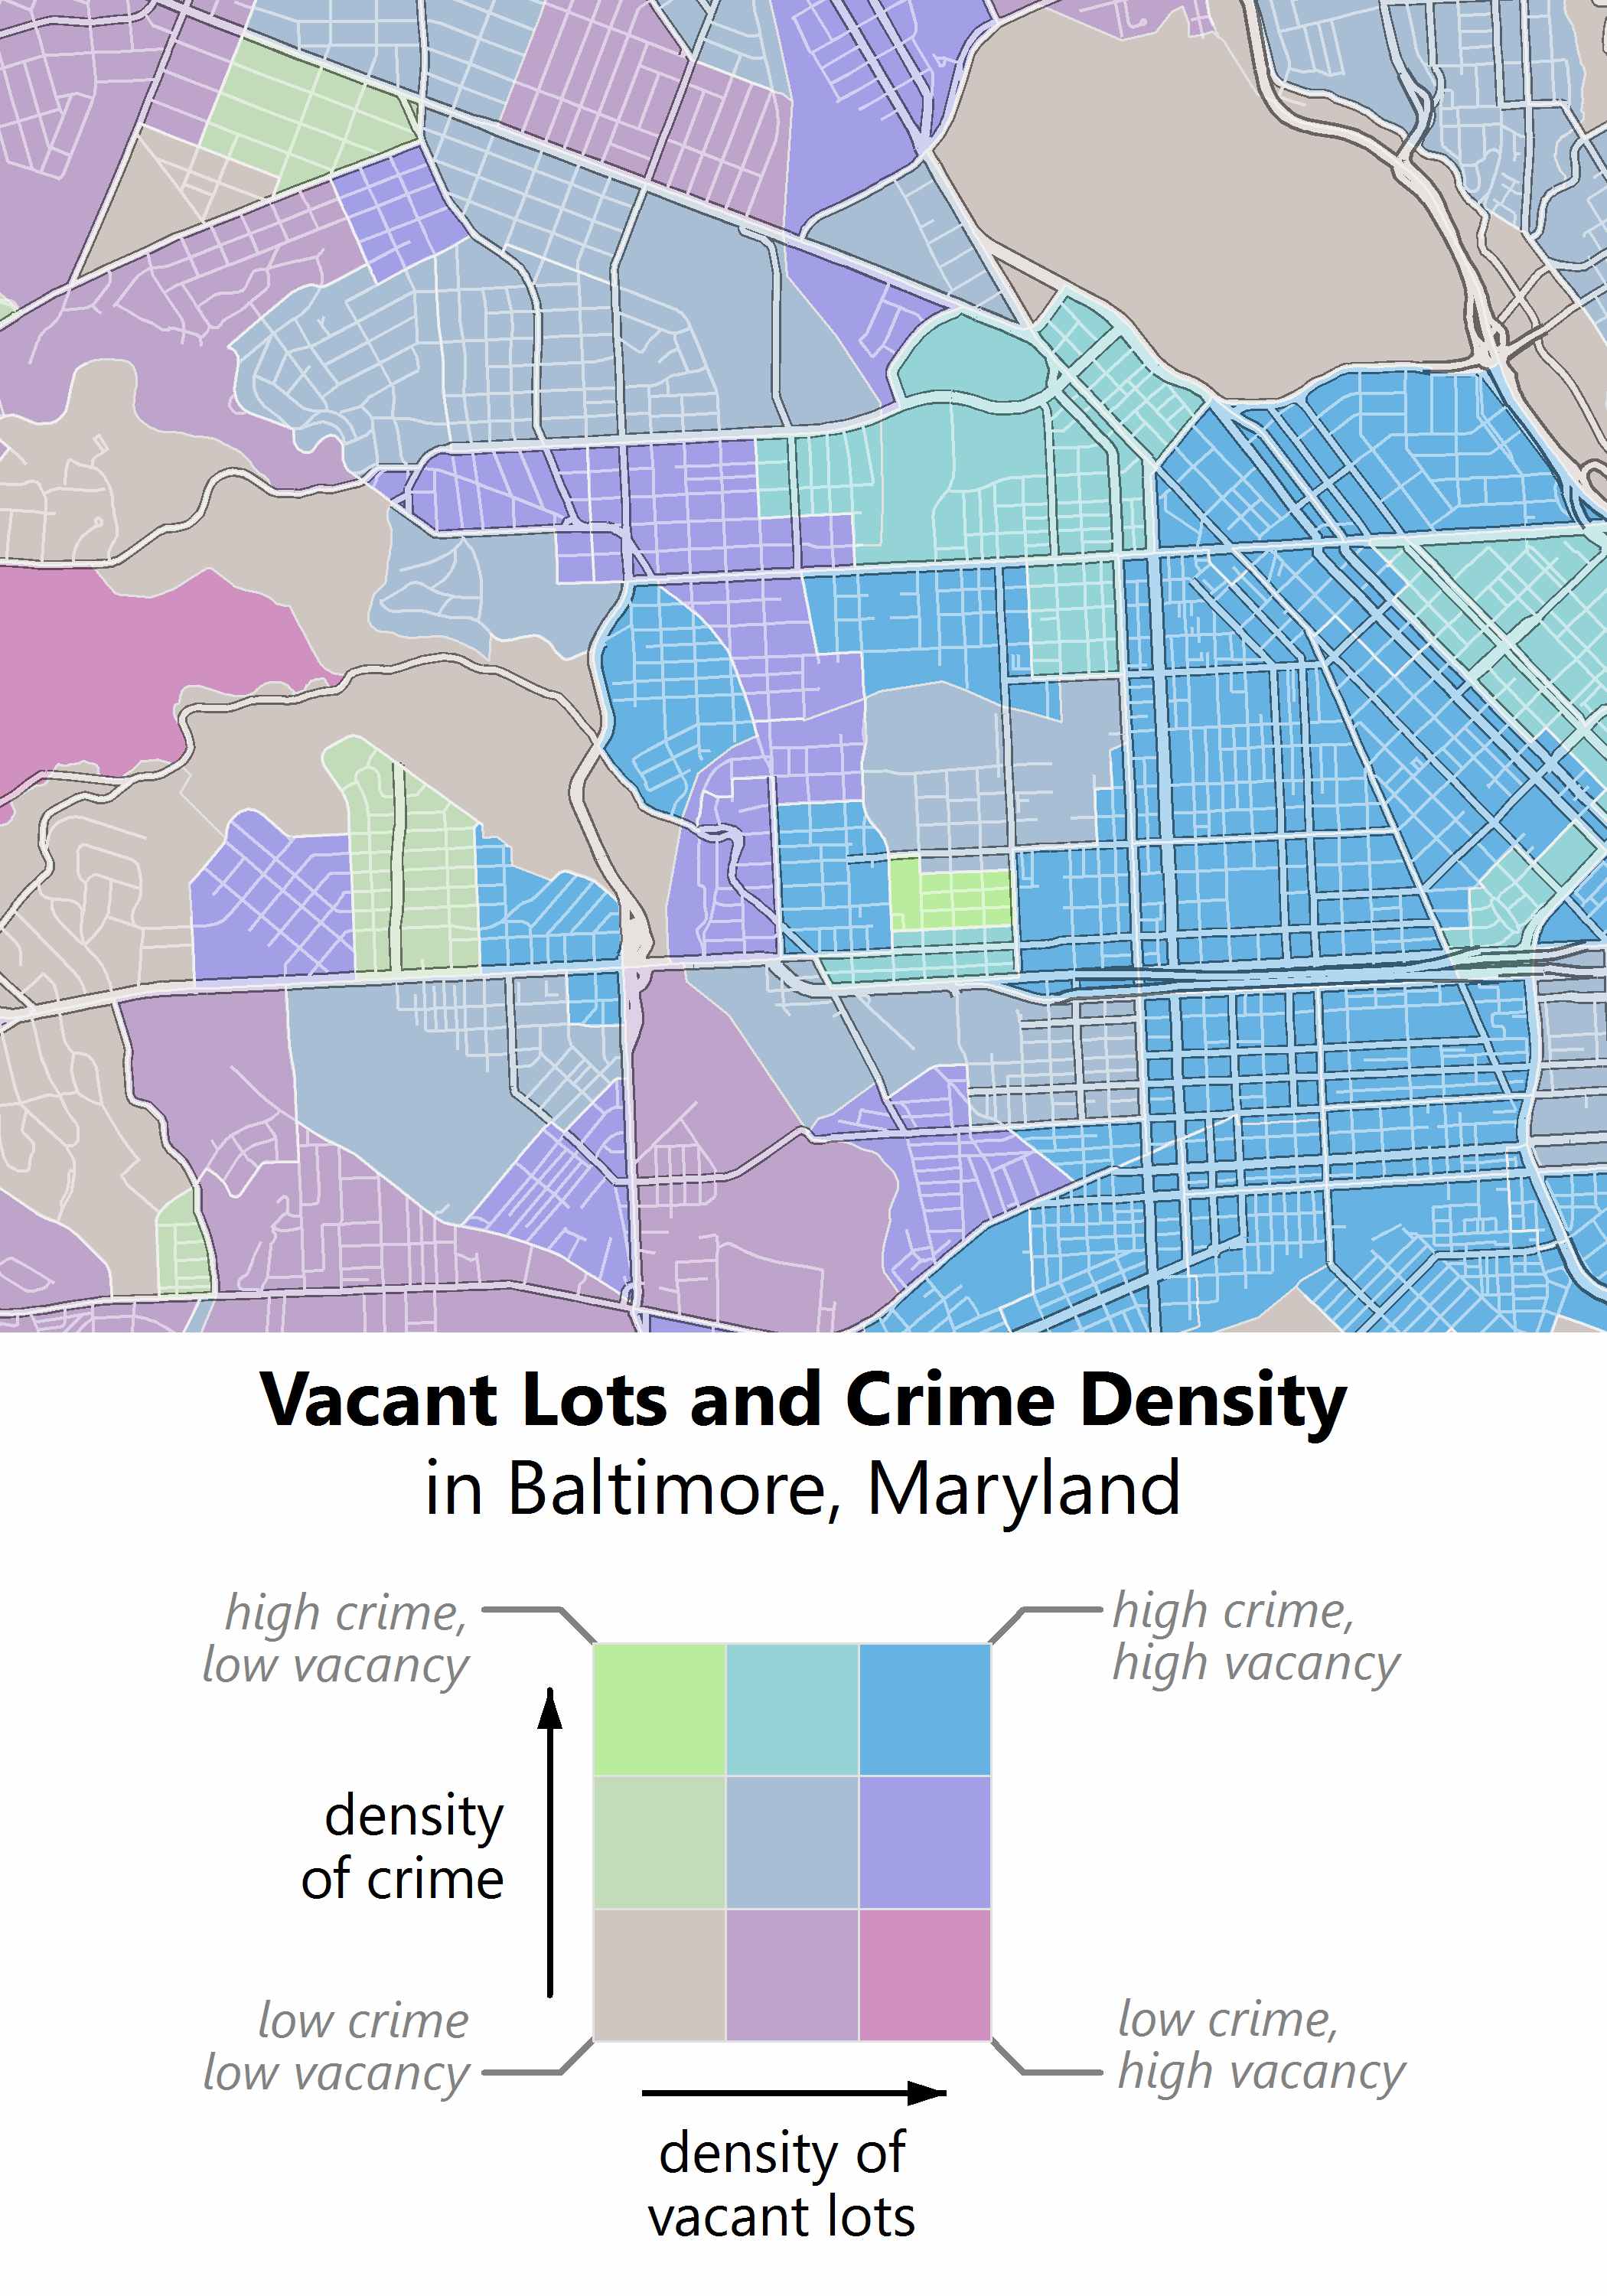 Vacant Lots and Crime Density
in Baltimore, Maryland
high crime,
low vacancy
high crime,
high vacancy
density
of crime
low crime
low vacancy
low crime,
high vacancy
density of
vacant lots